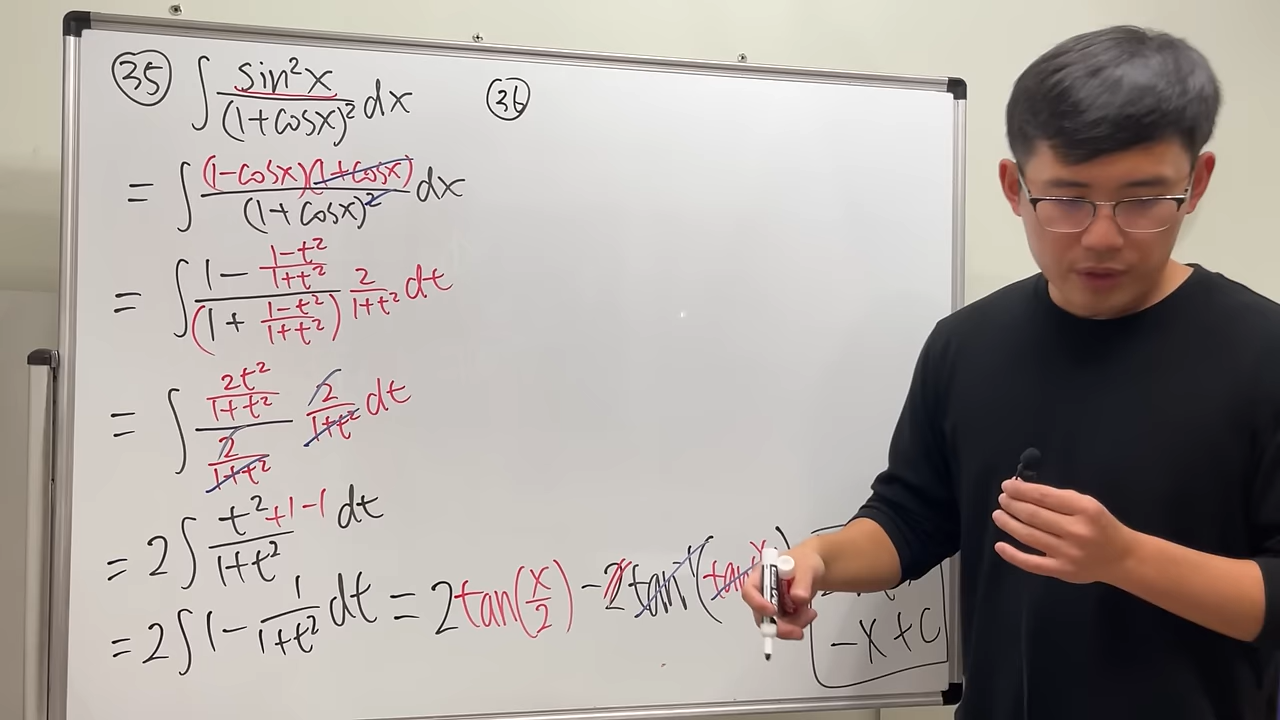 35 ∫ sin²x/(1+cosx)² dx
36
= ∫ (1-cosx)(1+cosx)/(1+cosx)² dx
= ∫ (1 - (1-t²)/(1+t²))/(1 + (1-t²)/(1+t²)) 2/(1+t²) dt
= ∫ (2t²/(1+t²))/(2/(1+t²)) 2/(1+t²) dt
= 2∫ (t²+1-1)/(1+t²) dt
= 2∫ 1 - 1/(1+t²) dt = 2tan(x/2) - 2tan⁻¹(tan
-x+C